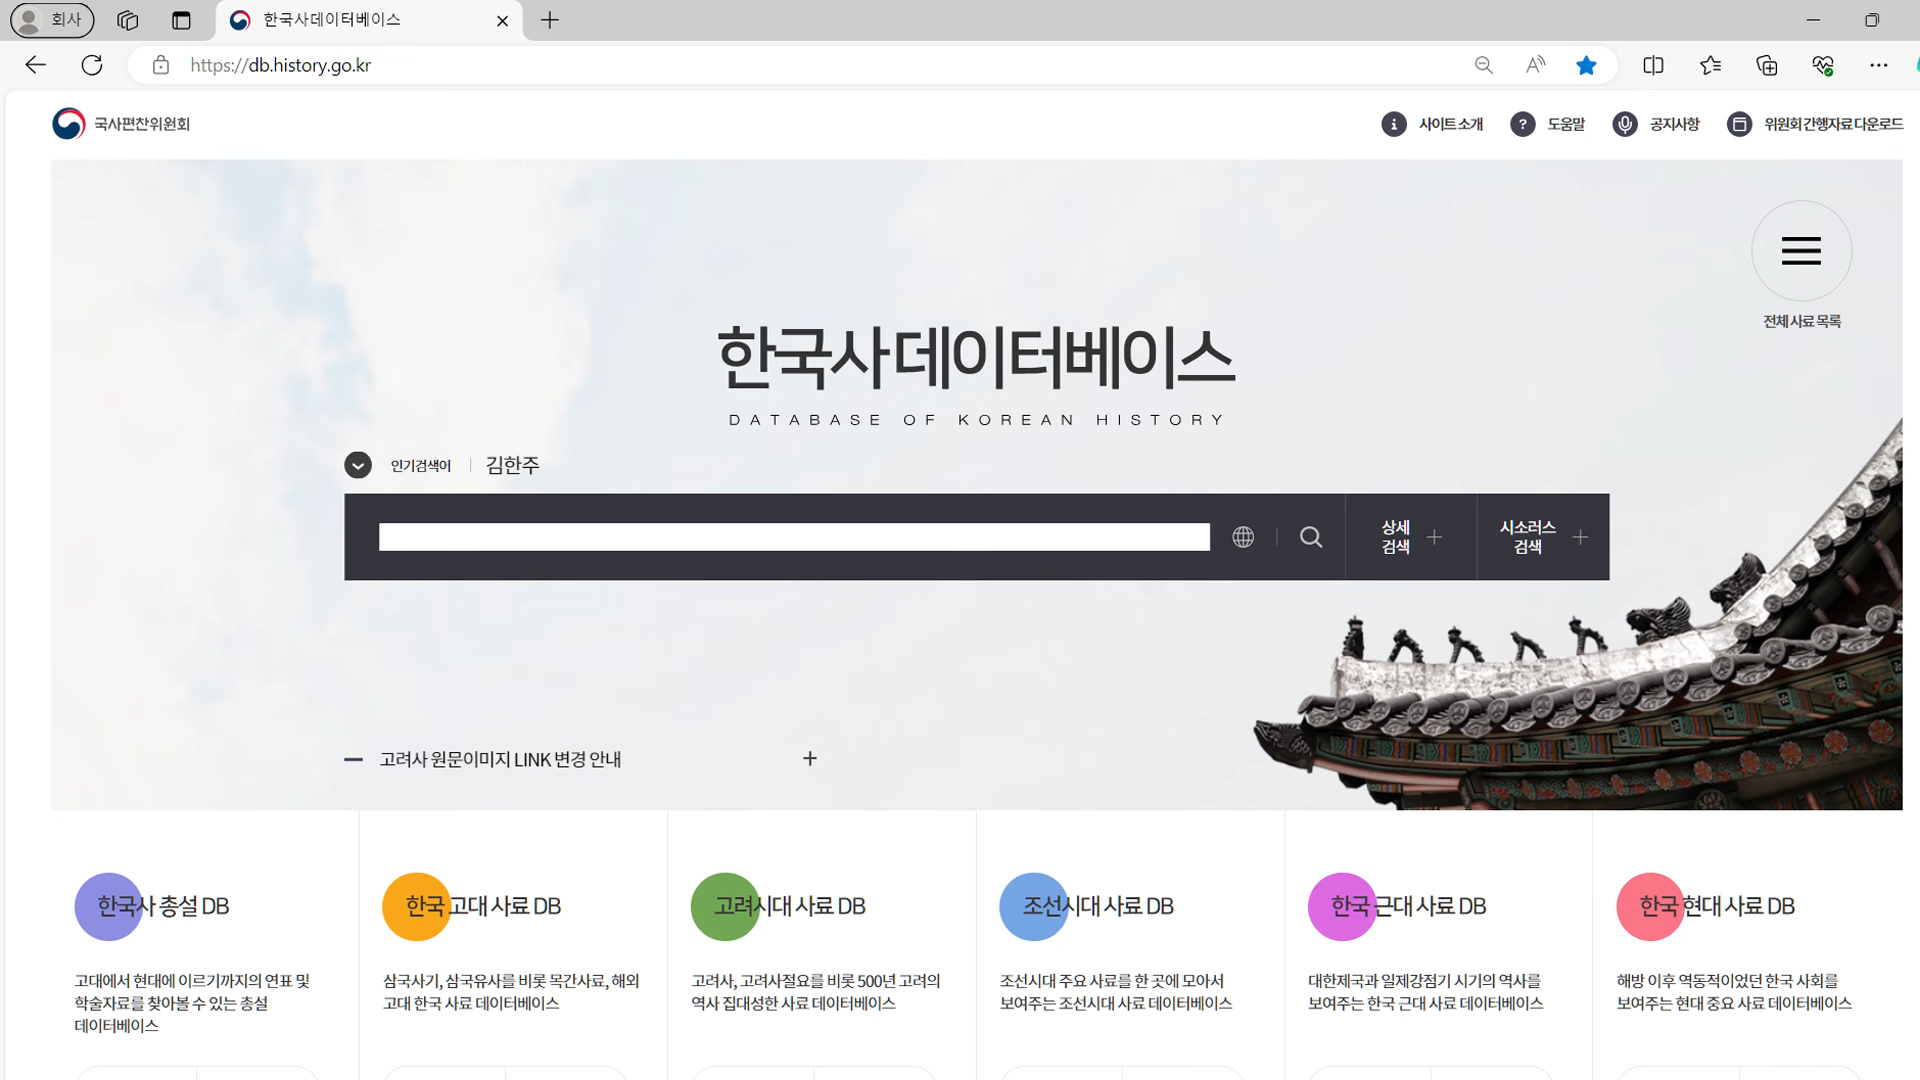 회사
한국사데이터베이스
https://db.history.go.kr
국사편찬위원회
사이트 소개
도움말
공지사항
위원회 간행자료 다운로드
전체 사료 목록
한국사데이터베이스
DATABASE OF KOREAN HISTORY
인기검색어
김한주
상세
검색
시소러스
검색
고려사 원문이미지 LINK 변경 안내
한국사 총설 DB
고대에서 현대에 이르기까지의 연표 및
학술자료를 찾아볼 수 있는 총설
데이터베이스
한국 고대 사료 DB
삼국사기, 삼국유사를 비롯 목간사료, 해외
고대 한국 사료 데이터베이스
고려시대 사료 DB
고려사, 고려사절요를 비롯 500년 고려의
역사 집대성한 사료 데이터베이스
조선시대 사료 DB
조선시대 주요 사료를 한 곳에 모아서
보여주는 조선시대 사료 데이터베이스
한국 근대 사료 DB
대한제국과 일제강점기 시기의 역사를
보여주는 한국 근대 사료 데이터베이스
한국 현대 사료 DB
해방 이후 역동적이었던 한국 사회를
보여주는 현대 중요 사료 데이터베이스